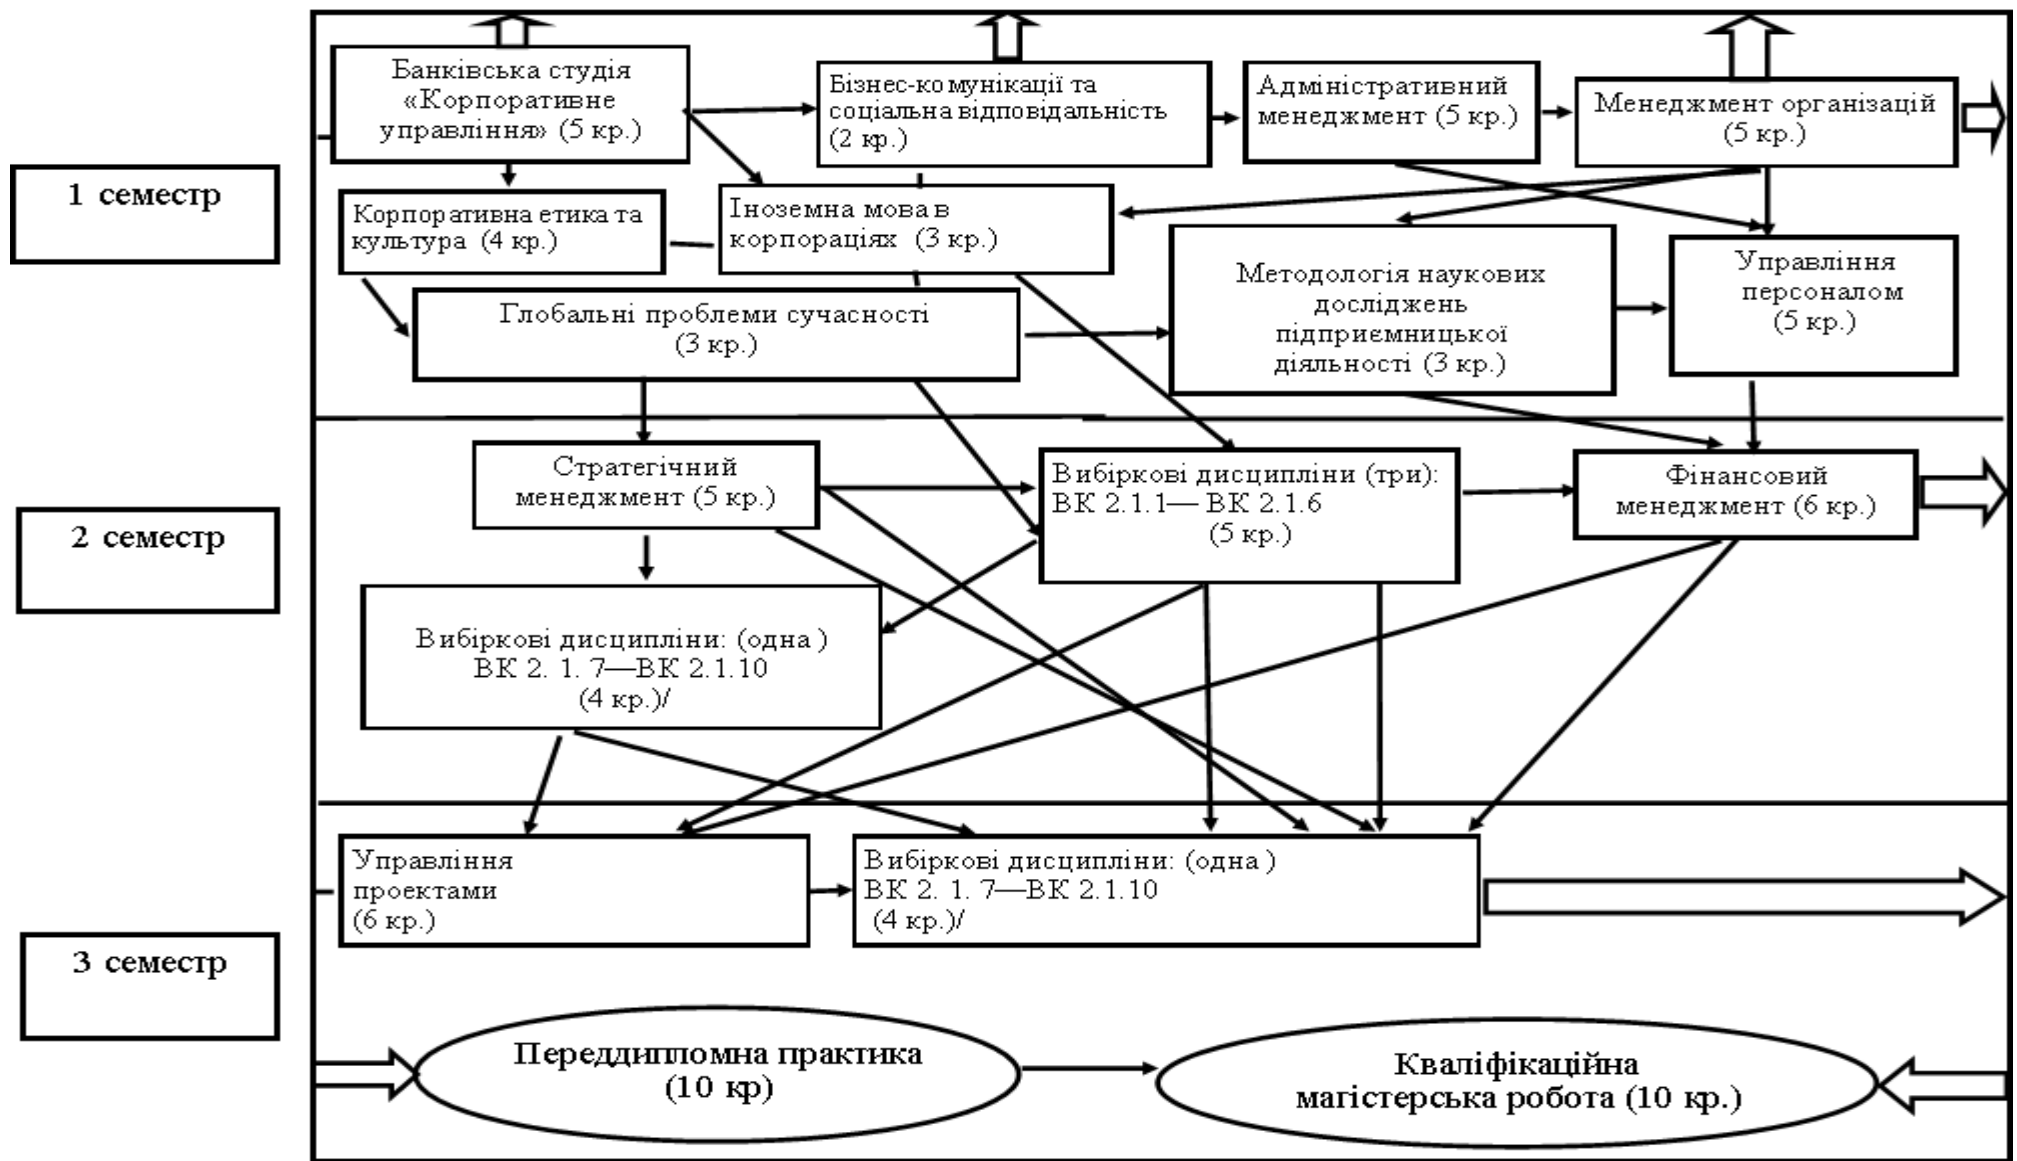 Банківська студія
«Корпоративне
управління» (5 кр.)
Бізнес-комунікації та
соціальна відповідальність
(2 кр.)
Адміністративний
менеджмент (5 кр.)
Менеджмент організацій
(5 кр.)
1 семестр
Корпоративна етика та
культура (4 кр.)
Іноземна мова в
корпораціях (3 кр.)
Методологія наукових
досліджень
підприємницької
діяльності (3 кр.)
Управління
персоналом
(5 кр.)
Глобальні проблеми сучасності
(3 кр.)
2 семестр
Стратегічний
менеджмент (5 кр.)
Вибіркові дисципліни (три):
ВК 2.1.1— ВК 2.1.6
(5 кр.)
Фінансовий
менеджмент (6 кр.)
Вибіркові дисципліни: (одна )
ВК 2. 1. 7—ВК 2.1.10
(4 кр.)/
3 семестр
Управління
проектами
(6 кр.)
Вибіркові дисципліни: (одна )
ВК 2. 1. 7—ВК 2.1.10
(4 кр.)/
Переддипломна практика
(10 кр)
Кваліфікаційна
магістерська робота (10 кр.)